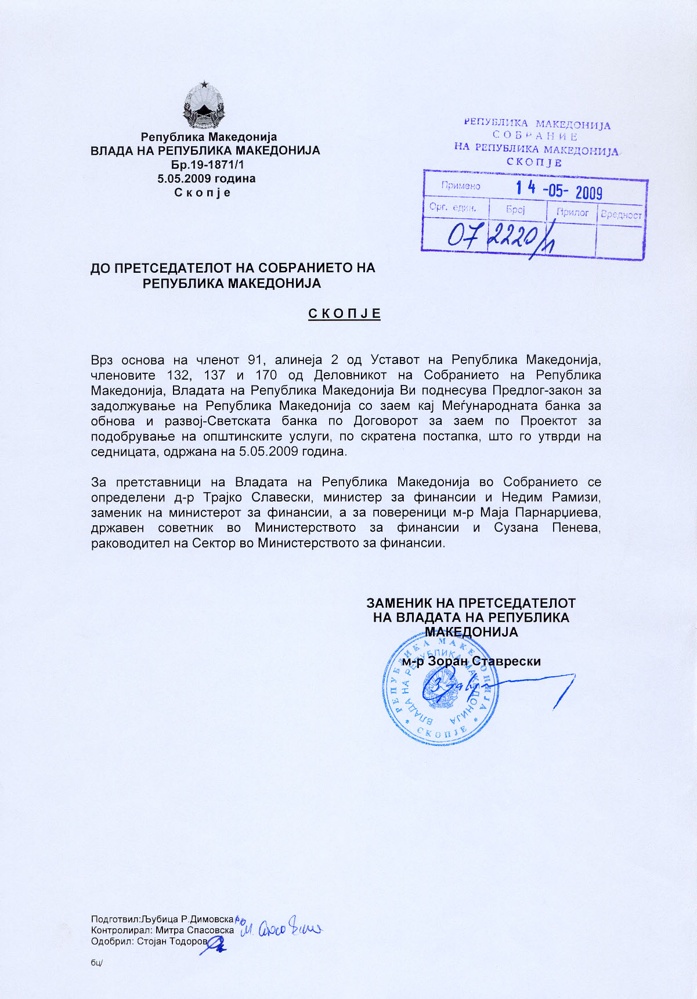 Република Македонија
ВЛАДА НА РЕПУБЛИКА МАКЕДОНИЈА
Бр.19-1871/1
5.05.2009 година
С к о п ј е
РЕПУБЛИКА МАКЕДОНИЈА
С О Б Р А Н И Е
НА РЕПУБЛИКА МАКЕДОНИЈА
С К О П Ј Е
Примено 14 -05- 2009
Орг. един. Број Прилог Вредност
07 2220/1
ДО ПРЕТСЕДАТЕЛОТ НА СОБРАНИЕТО НА
РЕПУБЛИКА МАКЕДОНИЈА
С К О П Ј Е
Врз основа на членот 91, алинеја 2 од Уставот на Република Македонија,
членовите 132, 137 и 170 од Деловникот на Собранието на Република
Македонија, Владата на Република Македонија Ви поднесува Предлог-закон за
задолжување на Република Македонија со заем кај Меѓународната банка за
обнова и развој-Светската банка по Договорот за заем по Проектот за
подобрување на општинските услуги, по скратена постапка, што го утврди на
седницата, одржана на 5.05.2009 година.
За претставници на Владата на Република Македонија во Собранието се
определени д-р Трајко Славески, министер за финансии и Недим Рамизи,
заменик на министерот за финансии, а за повереници м-р Маја Парнарџиева,
државен советник во Министерството за финансии и Сузана Пенева,
раководител на Сектор во Министерството за финансии.
ЗАМЕНИК НА ПРЕТСЕДАТЕЛОТ
НА ВЛАДАТА НА РЕПУБЛИКА
МАКЕДОНИЈА
м-р Зоран Ставрески
РЕПУБЛИКА МАКЕДОНИЈА * СКОПЈЕ *
ВЛАДА НА РЕПУБЛИКА МАКЕДОНИЈА
Подготвил:Љубица Р.Димовска
Контролирал: Митра Спасовска
Одобрил: Стојан Тодоров
бц/